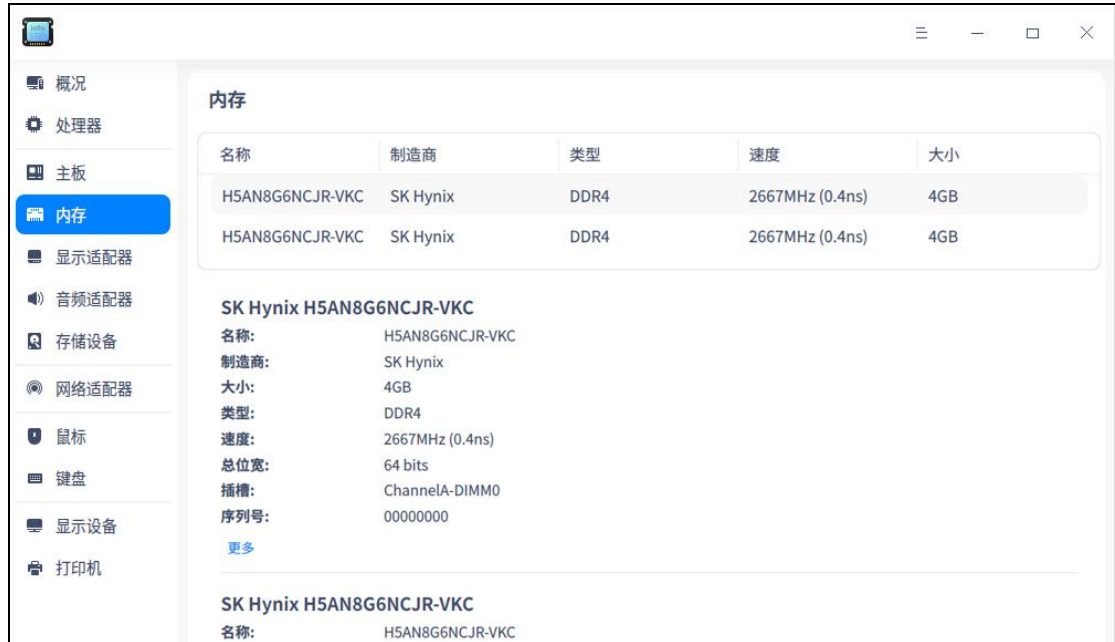 概况
处理器
主板
内存
显示适配器
音频适配器
存储设备
网络适配器
鼠标
键盘
显示设备
打印机
内存
名称 制造商 类型 速度 大小
H5AN8G6NCJR-VKC SK Hynix DDR4 2667MHz (0.4ns) 4GB
H5AN8G6NCJR-VKC SK Hynix DDR4 2667MHz (0.4ns) 4GB
SK Hynix H5AN8G6NCJR-VKC
名称: H5AN8G6NCJR-VKC
制造商: SK Hynix
大小: 4GB
类型: DDR4
速度: 2667MHz (0.4ns)
总位宽: 64 bits
插槽: ChannelA-DIMM0
序列号: 00000000
更多
SK Hynix H5AN8G6NCJR-VKC
名称: H5AN8G6NCJR-VKC